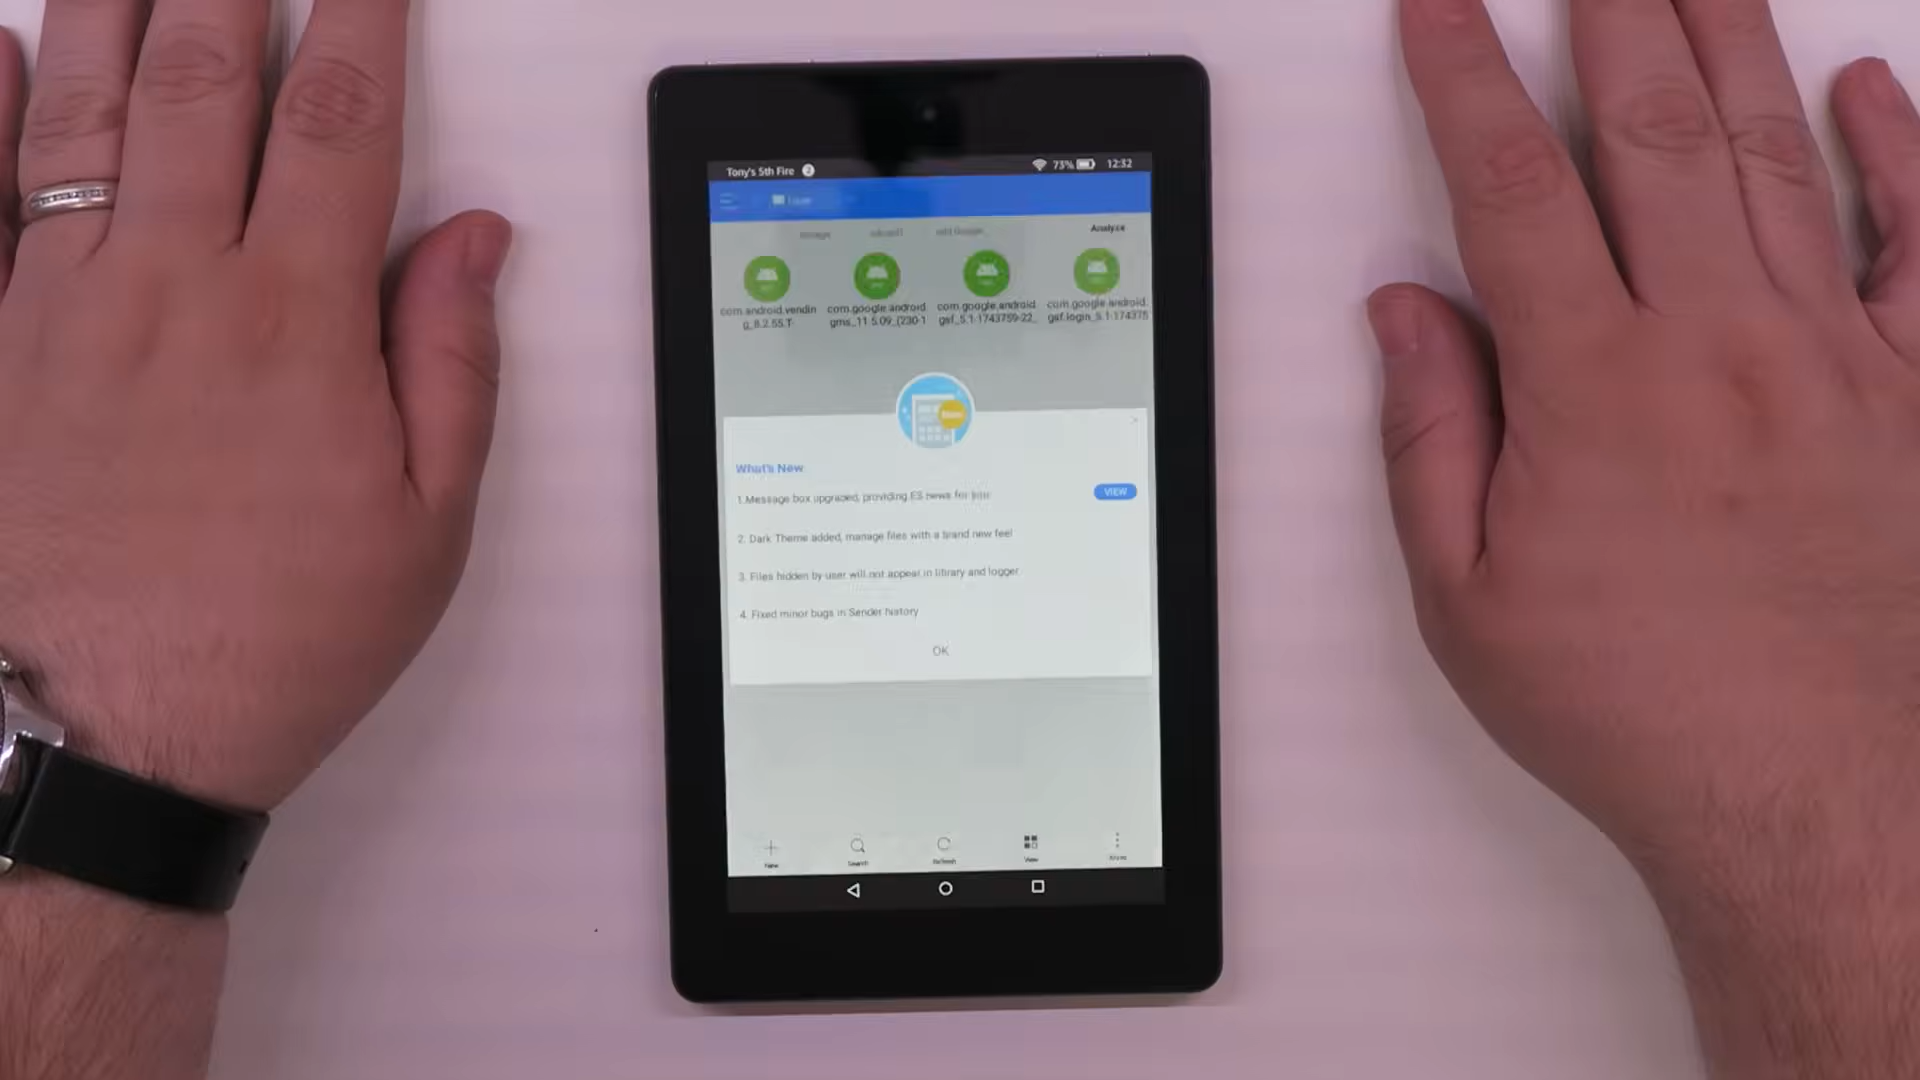 Tony's 5th Fire 2 73% 12:32
Analyze
com.android.vendin com.google.android. com.google.android. com.google.android.
g_8.2.55.T- gms_11.5.09_(230-1 gsf_5.1-1743759-22_ gsf.login_5.1-174375
What's New
1.Message box upgraded, providing ES news for you VIEW
2. Dark Theme added, manage files with a brand new feel
3. Files hidden by user will not appear in library and logger
4. Fixed minor bugs in Sender history
OK
New Search Refresh View More